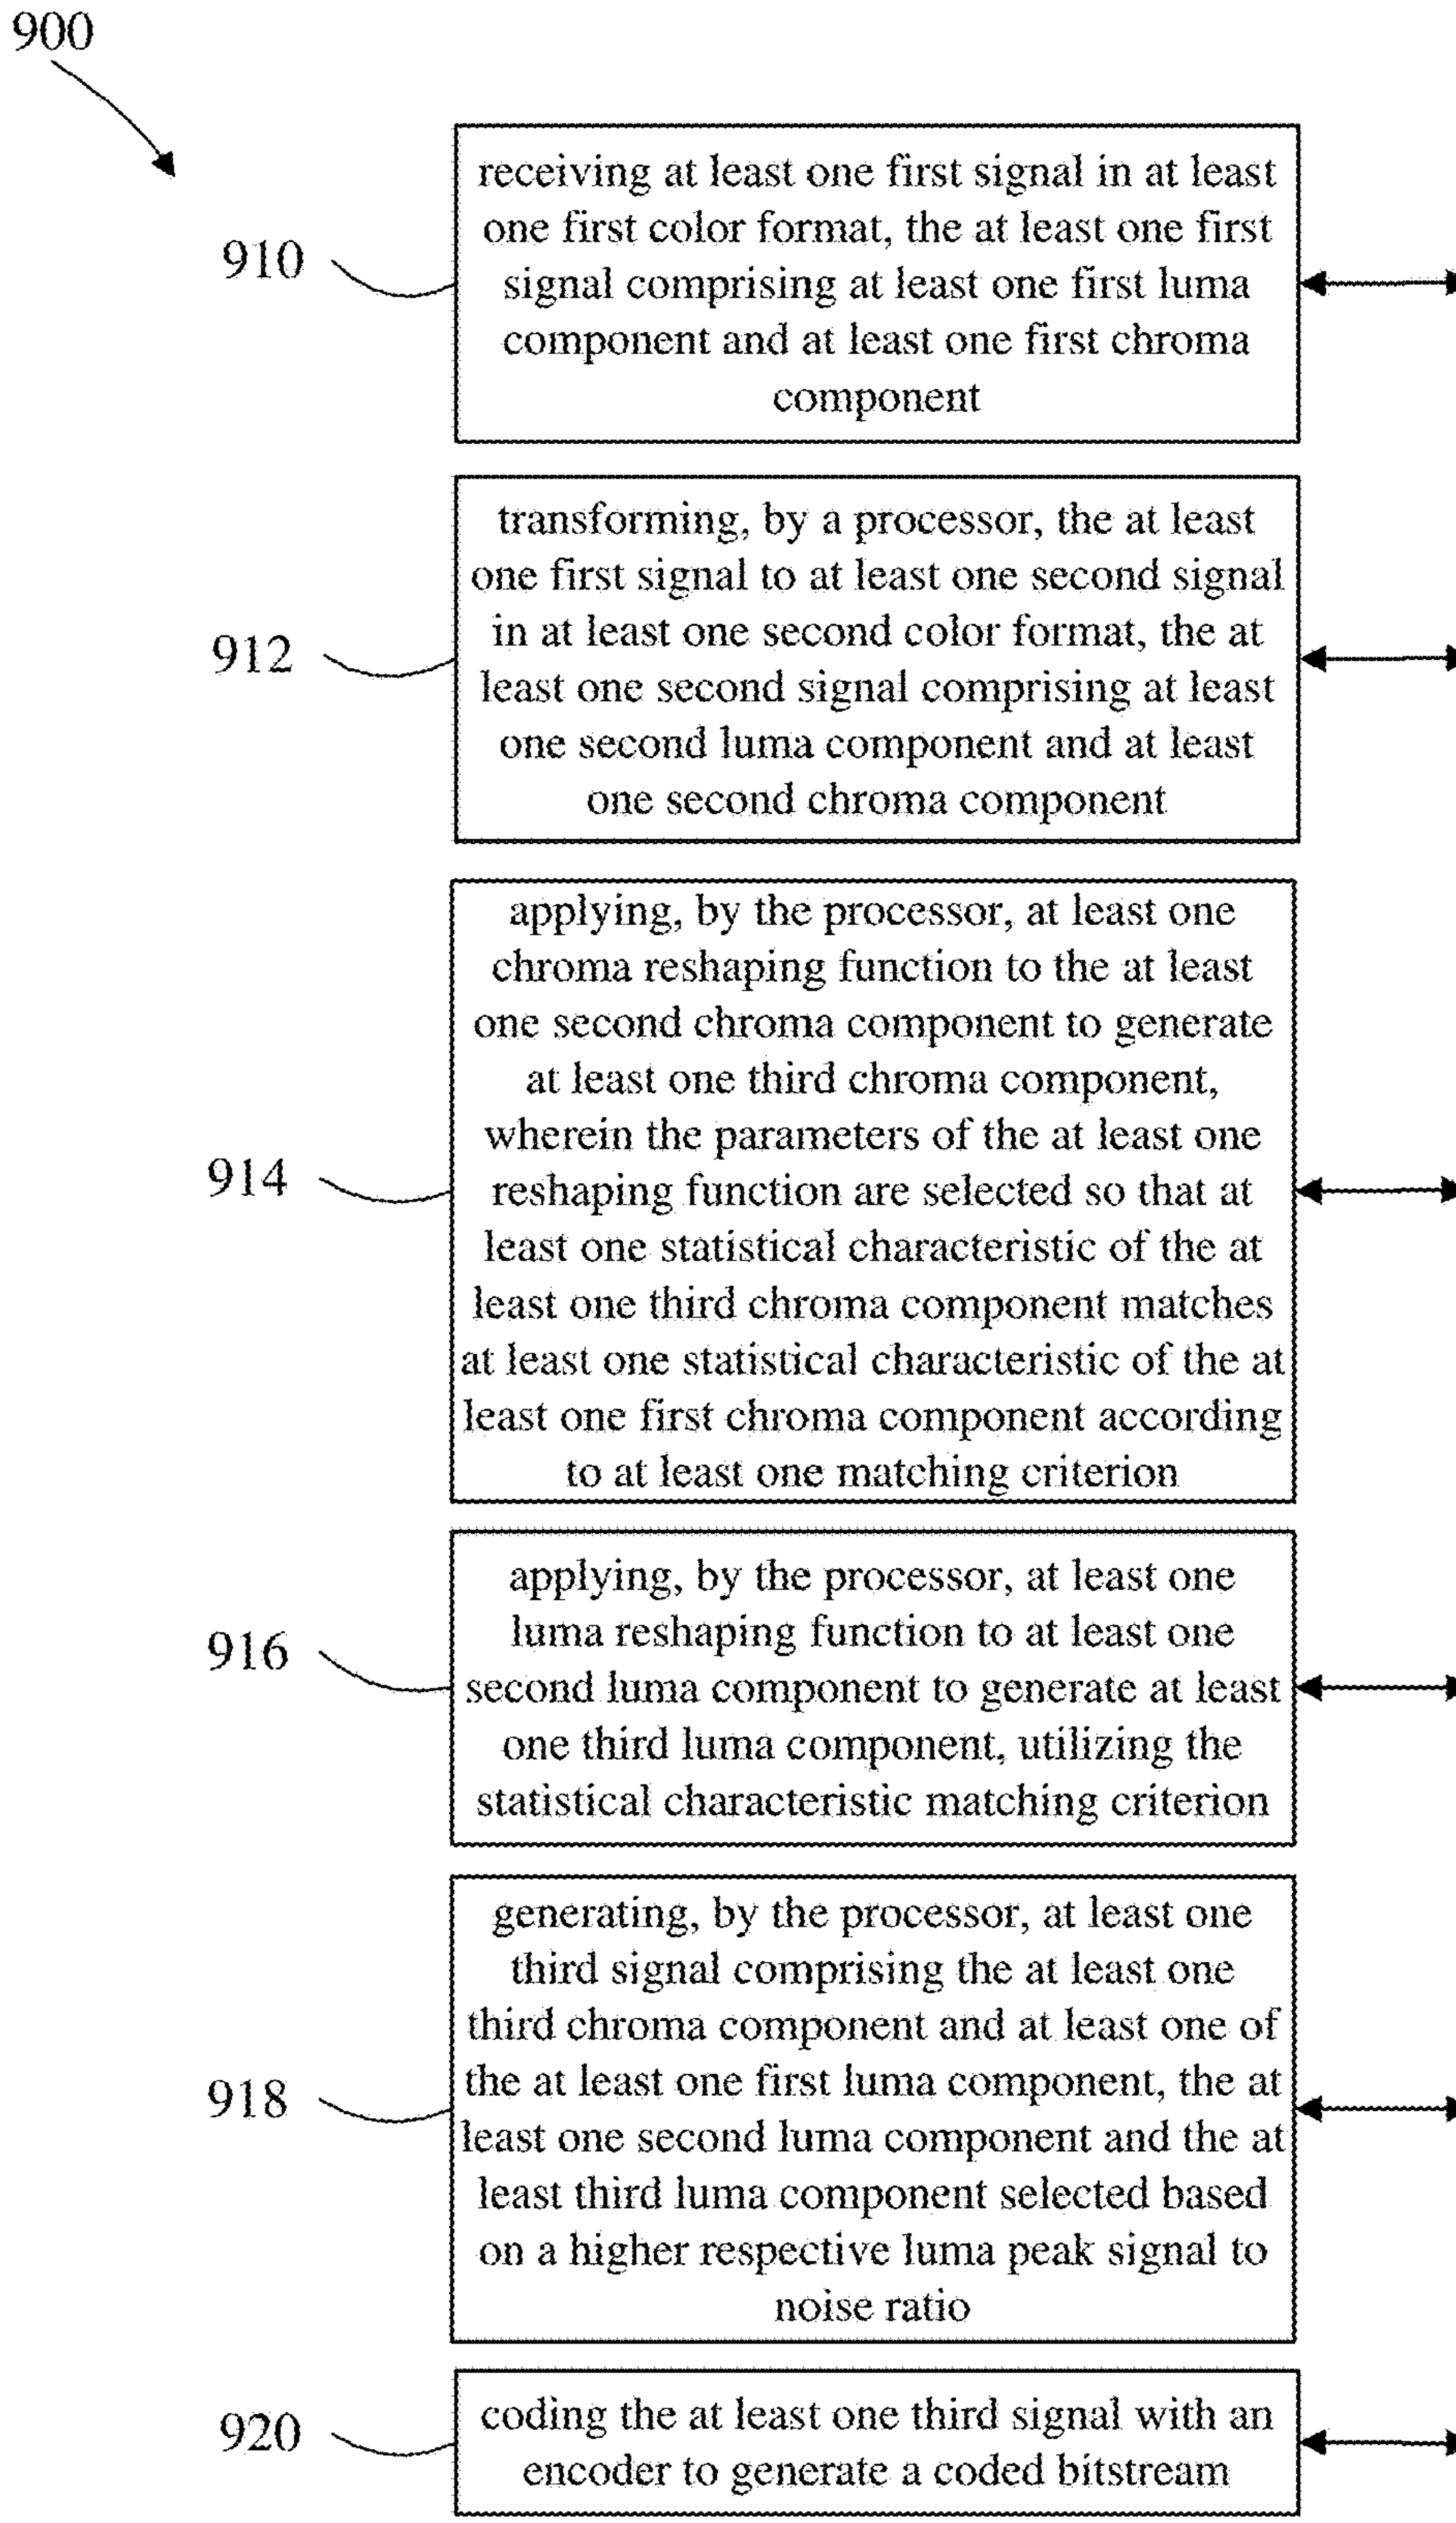 900
910
receiving at least one first signal in at least
one first color format, the at least one first
signal comprising at least one first luma
component and at least one first chroma
component
912
transforming, by a processor, the at least
one first signal to at least one second signal
in at least one second color format, the at
least one second signal comprising at least
one second luma component and at least
one second chroma component
914
applying, by the processor, at least one
chroma reshaping function to the at least
one second chroma component to generate
at least one third chroma component,
wherein the parameters of the at least one
reshaping function are selected so that at
least one statistical characteristic of the at
least one third chroma component matches
at least one statistical characteristic of the at
least one first chroma component according
to at least one matching criterion
916
applying, by the processor, at least one
luma reshaping function to at least one
second luma component to generate at least
one third luma component, utilizing the
statistical characteristic matching criterion
918
generating, by the processor, at least one
third signal comprising the at least one
third chroma component and at least one of
the at least one first luma component, the at
least one second luma component and the at
least third luma component selected based
on a higher respective luma peak signal to
noise ratio
920
coding the at least one third signal with an
encoder to generate a coded bitstream